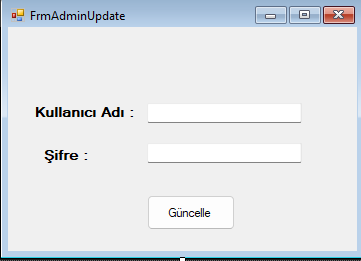 FrmAdminUpdate
Kullanıcı Adı :
Şifre :
Güncelle